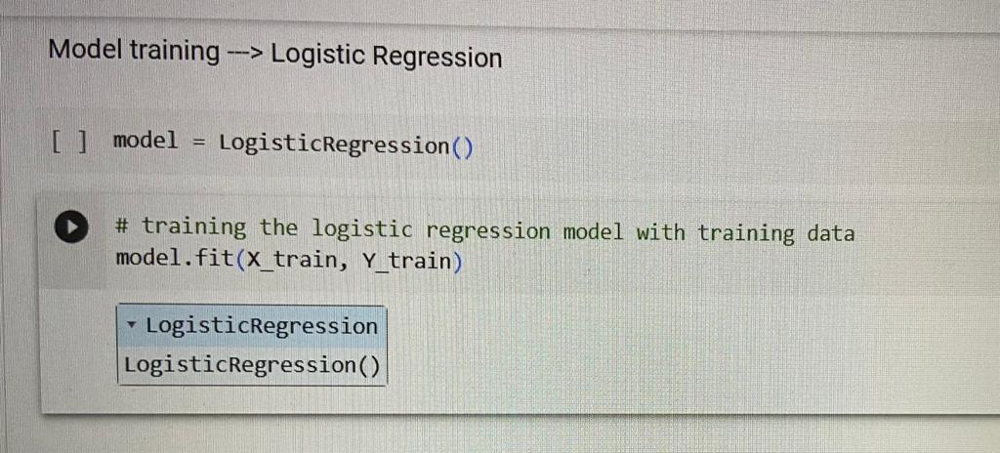 Model training ---> Logistic Regression
[ ] model = LogisticRegression()
# training the logistic regression model with training data
model.fit(X_train, Y_train)
▾ LogisticRegression
LogisticRegression()